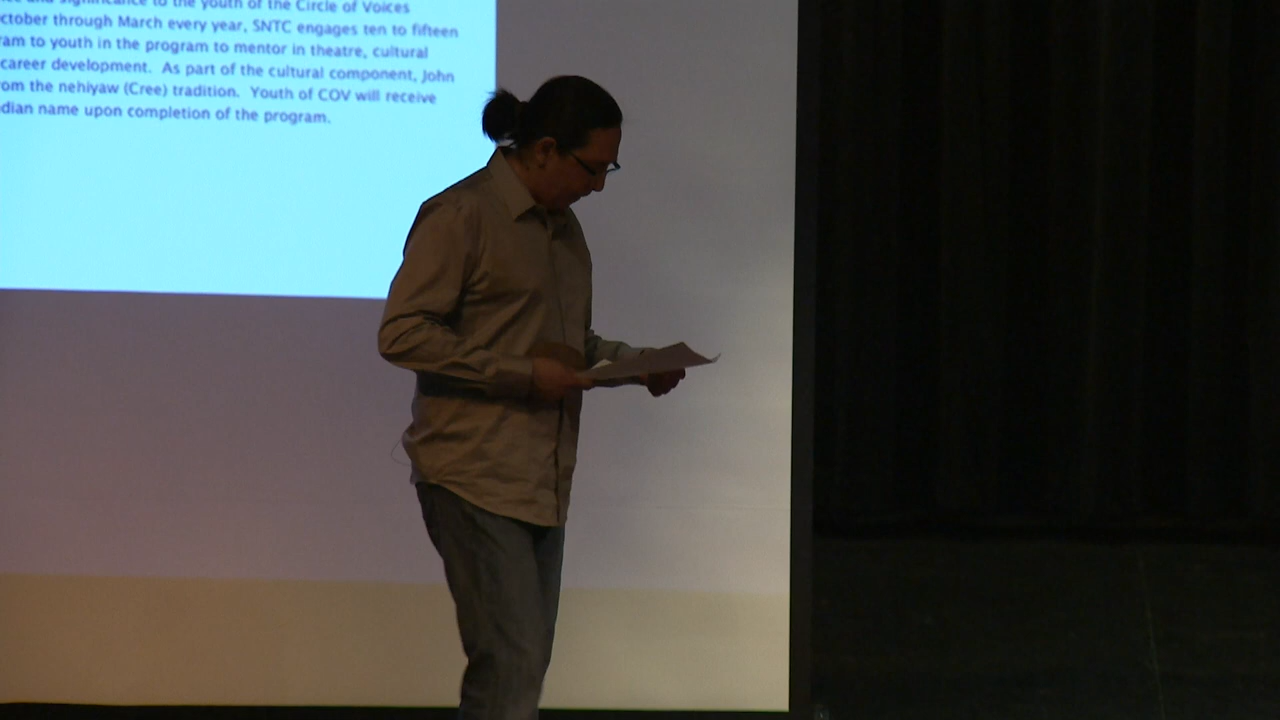 and significance to the youth of the Circle of Voices
ctober through March every year, SNTC engages ten to fifteen
ram to youth in the program to mentor in theatre, cultural
career development. As part of the cultural component, John
om the nehiyaw (Cree) tradition. Youth of COV will receive
dian name upon completion of the program.